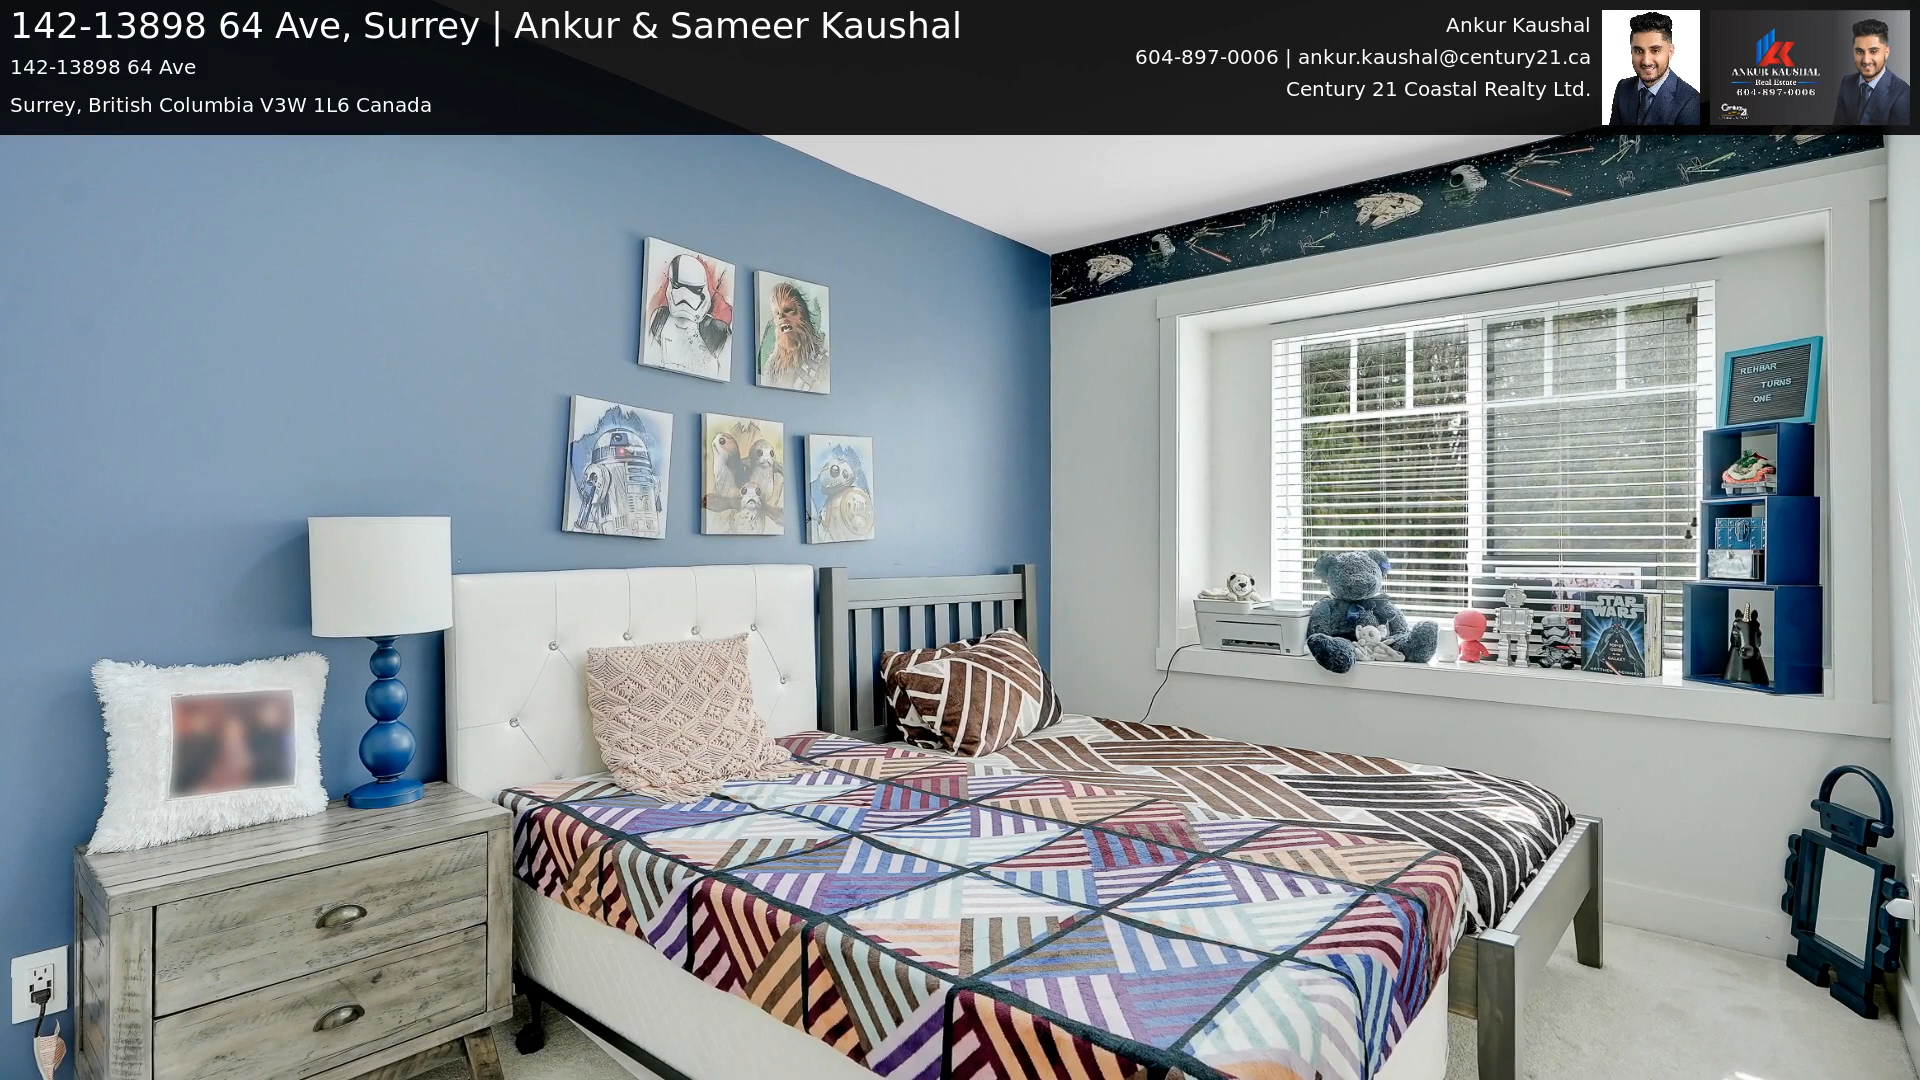 142-13898 64 Ave, Surrey | Ankur & Sameer Kaushal
142-13898 64 Ave
Surrey, British Columbia V3W 1L6 Canada
Ankur Kaushal
604-897-0006 | ankur.kaushal@century21.ca
Century 21 Coastal Realty Ltd.
ANKUR KAUSHAL
Real Estate
604-897-0006
REHBAR
TURNS
ONE
STAR
WARS